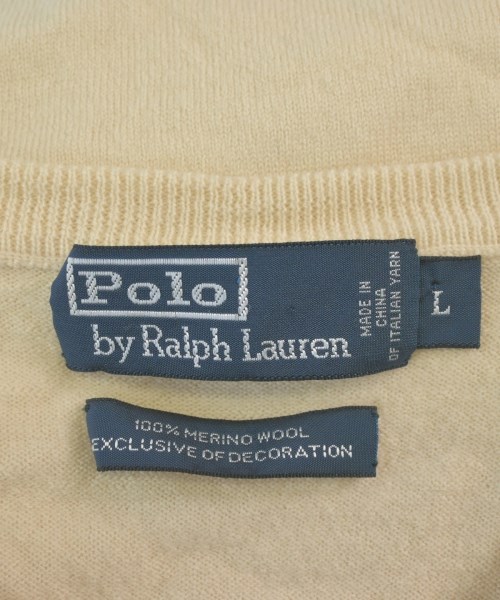 Polo
by Ralph Lauren
MADE IN
CHINA
OF ITALIAN YARN
L
100% MERINO WOOL
EXCLUSIVE OF DECORATION